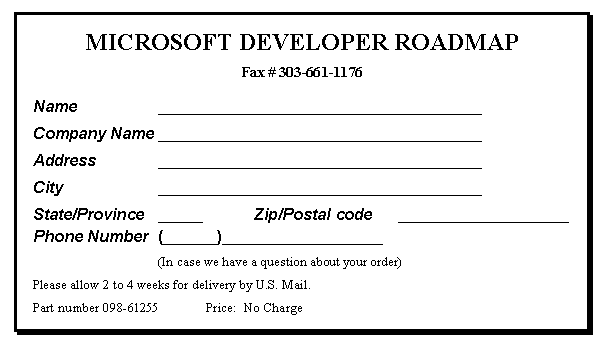 MICROSOFT DEVELOPER ROADMAP
Fax # 303-661-1176
Name
Company Name
Address
City
State/Province Zip/Postal code
Phone Number ( )
(In case we have a question about your order)
Please allow 2 to 4 weeks for delivery by U.S. Mail.
Part number 098-61255 Price: No Charge